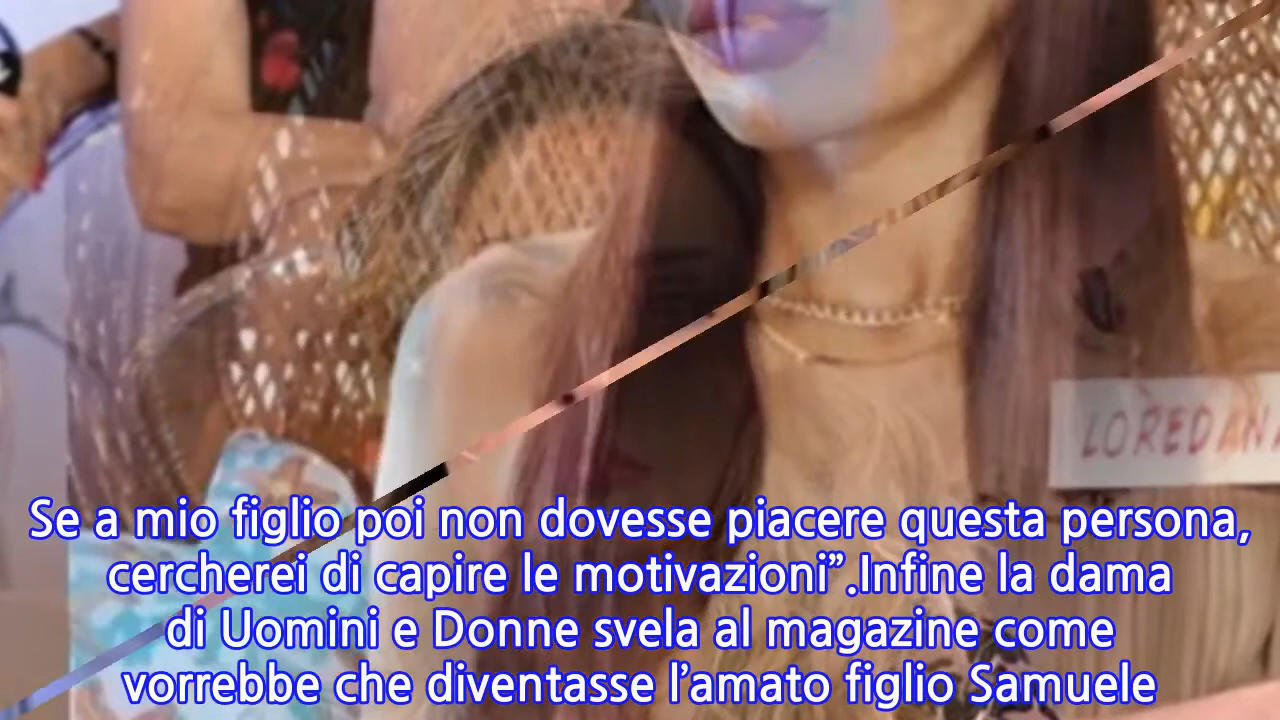 LOREDANA
Se a mio figlio poi non dovesse piacere questa persona,
cercherei di capire le motivazioni”.Infine la dama
di Uomini e Donne svela al magazine come
vorrebbe che diventasse l’amato figlio Samuele